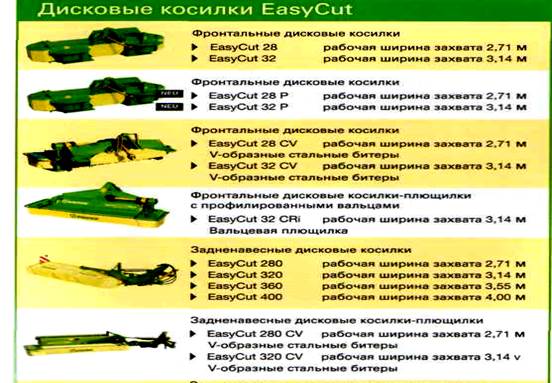 Дисковые косилки EasyCut
Фронтальные дисковые косилки
EasyCut 28 рабочая ширина захвата 2,71 м
EasyCut 32 рабочая ширина захвата 3,14 м
Фронтальные дисковые косилки
NEU EasyCut 28 P рабочая ширина захвата 2,71 м
NEU EasyCut 32 P рабочая ширина захвата 3,14 м
Фронтальные дисковые косилки
EasyCut 28 CV рабочая ширина захвата 2,71 м
V-образные стальные битеры
EasyCut 32 CV рабочая ширина захвата 3,14 м
V-образные стальные битеры
Фронтальные дисковые косилки-плющилки
с профилированными вальцами
EasyCut 32 CRi рабочая ширина захвата 3,14 м
Вальцевая плющилка
Задненавесные дисковые косилки
EasyCut 280 рабочая ширина захвата 2,71 м
EasyCut 320 рабочая ширина захвата 3,14 м
EasyCut 360 рабочая ширина захвата 3,55 м
EasyCut 400 рабочая ширина захвата 4,00 м
Задненавесные дисковые косилки-плющилки
EasyCut 280 CV рабочая ширина захвата 2,71 м
V-образные стальные битеры
EasyCut 320 CV рабочая ширина захвата 3,14 v
V-образные стальные битеры